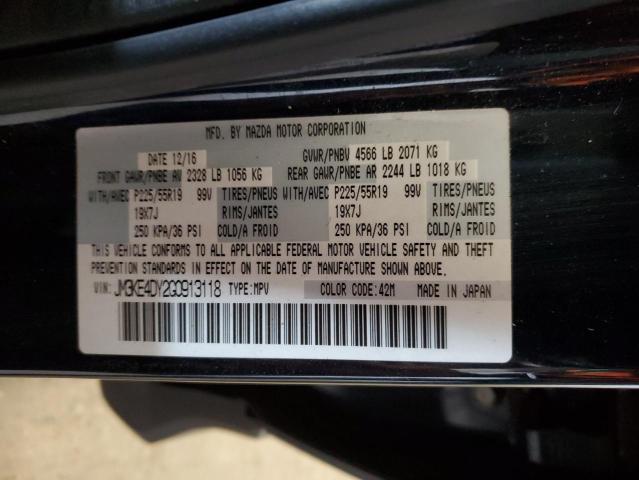 MFD. BY MAZDA MOTOR CORPORATION
DATE 12/16 GVWR/PNBV 4566 LB 2071 KG
FRONT GAWR/PNBE AV 2328 LB 1056 KG REAR GAWR/PNBE AR 2244 LB 1018 KG
WITH/AVEC P225/55R19 99V TIRES/PNEUS WITH/AVEC P225/55R19 99V TIRES/PNEUS
19X7J RIMS/JANTES 19X7J RIMS/JANTES
250 KPA/36 PSI COLD/A FROID 250 KPA/36 PSI COLD/A FROID
THIS VEHICLE CONFORMS TO ALL APPLICABLE FEDERAL MOTOR VEHICLE SAFETY AND THEFT
PREVENTION STANDARDS IN EFFECT ON THE DATE OF MANUFACTURE SHOWN ABOVE.
VIN: JM3KE4DY2G0913118 TYPE:MPV COLOR CODE:42M MADE IN JAPAN